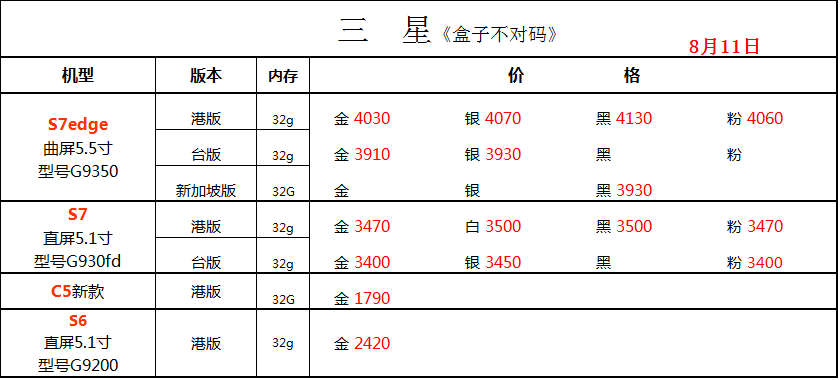 三 星《盒子不对码》 8月11日
机型 版本 内存 价 格
S7edge
曲屏5.5寸
型号G9350
港版 32g 金 4030 银 4070 黑 4130 粉 4060
台版 32g 金 3910 银 3930 黑 粉
新加坡版 32G 金 银 黑 3930
S7
直屏5.1寸
型号G930fd
港版 32g 金 3470 白 3500 黑 3500 粉 3470
台版 32g 金 3400 银 3450 黑 粉 3400
C5新款 港版 32G 金 1790
S6
直屏5.1寸
型号G9200
港版 32g 金 2420